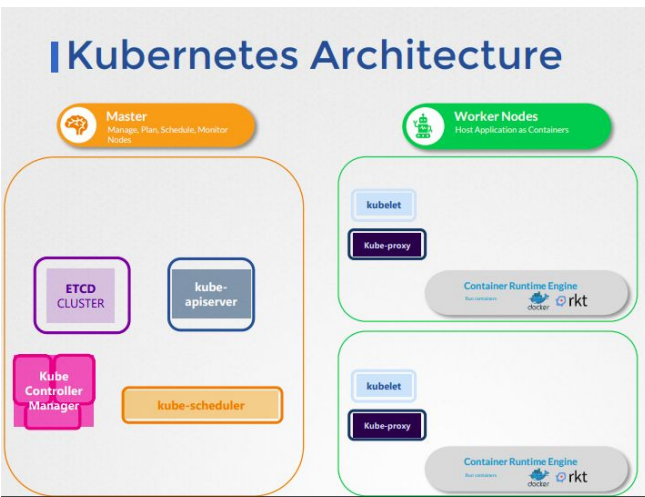 Kubernetes Architecture
Master
Manage, Plan, Schedule, Monitor
Nodes
Worker Nodes
Host Application as Containers
ETCD
CLUSTER
kube-
apiserver
Kube
Controller
Manager
kube-scheduler
kubelet
Kube-proxy
Container Runtime Engine
Run containers
docker
rkt
kubelet
Kube-proxy
Container Runtime Engine
Run containers
docker
rkt